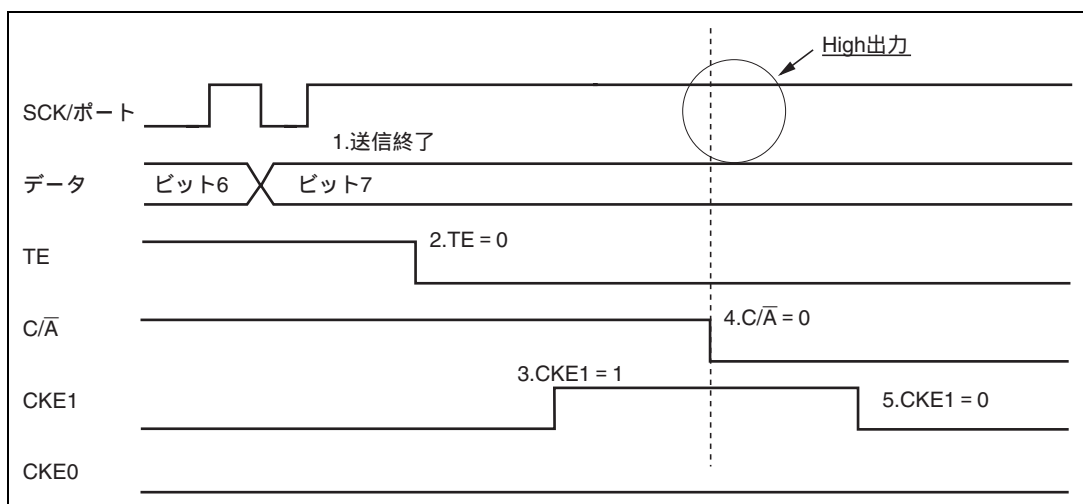 High出力
SCK/ポート
1.送信終了
データ
ビット6
ビット7
TE
2.TE = 0
C/A̅
4.C/A̅ = 0
3.CKE1 = 1
CKE1
5.CKE1 = 0
CKE0